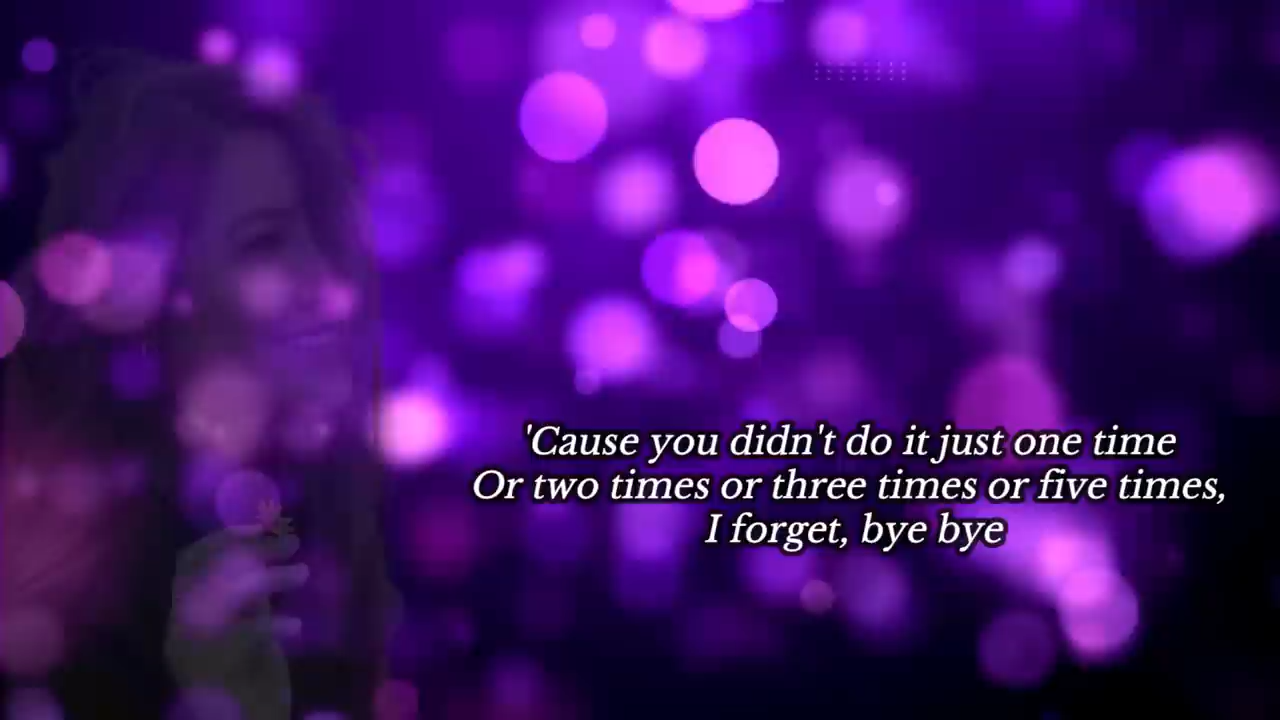 'Cause you didn't do it just one time
Or two times or three times or five times,
I forget, bye bye